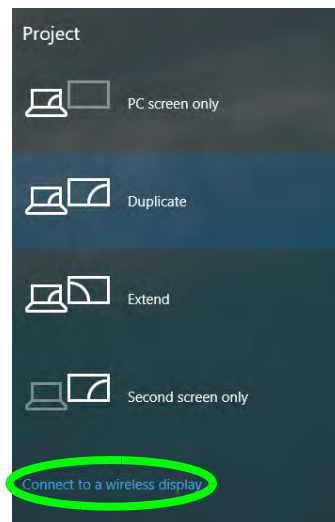 Project
PC screen only
Duplicate
Extend
Second screen only
Connect to a wireless display